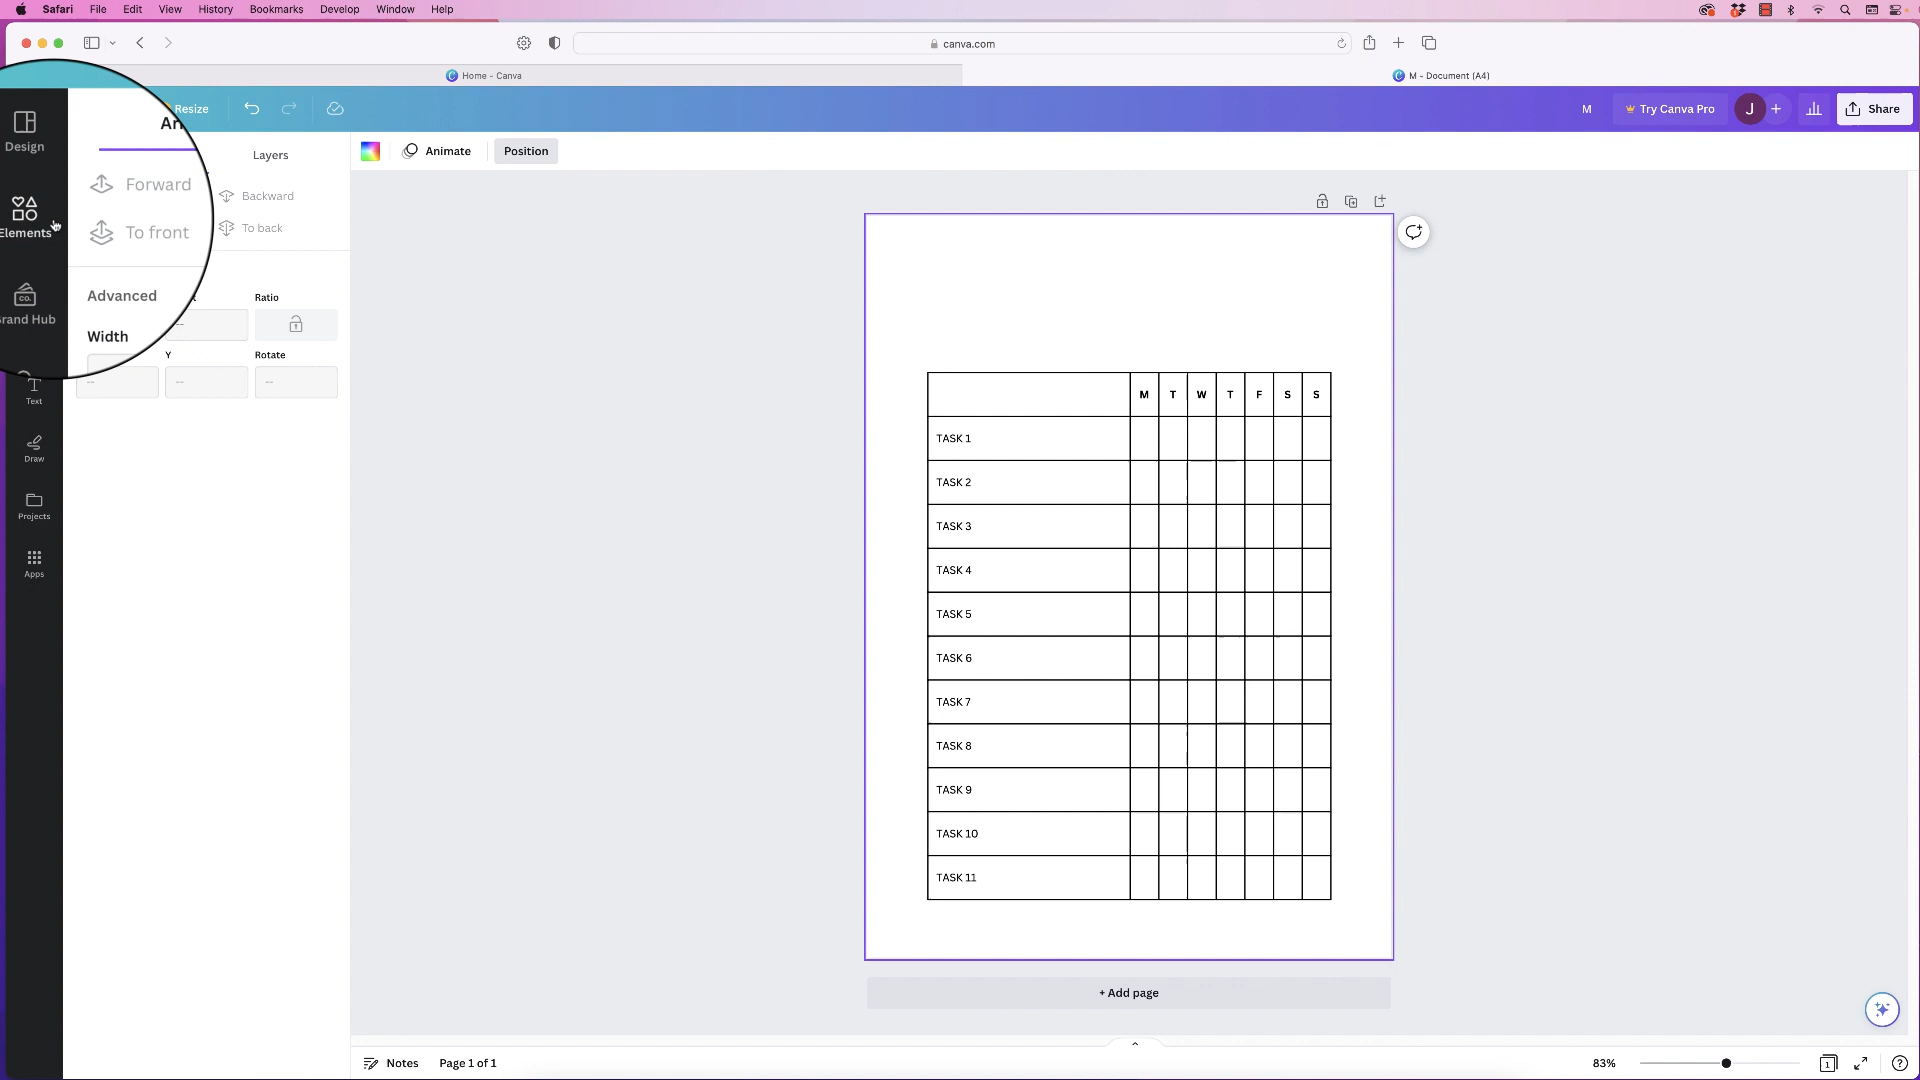 Safari File Edit View History Bookmarks Develop Window Help
canva.com
Home - Canva
M - Document (A4)
Resize
M
Try Canva Pro
J
+
Share
Design
Elements
rand Hub
CO.
Text
Draw
Projects
Apps
Layers
Forward
Backward
To front
To back
Advanced
Width
Ratio
--
Y
Rotate
--
--
--
Animate
Position
M T W T F S S
TASK 1
TASK 2
TASK 3
TASK 4
TASK 5
TASK 6
TASK 7
TASK 8
TASK 9
TASK 10
TASK 11
+ Add page
Notes
Page 1 of 1
83%
1
?